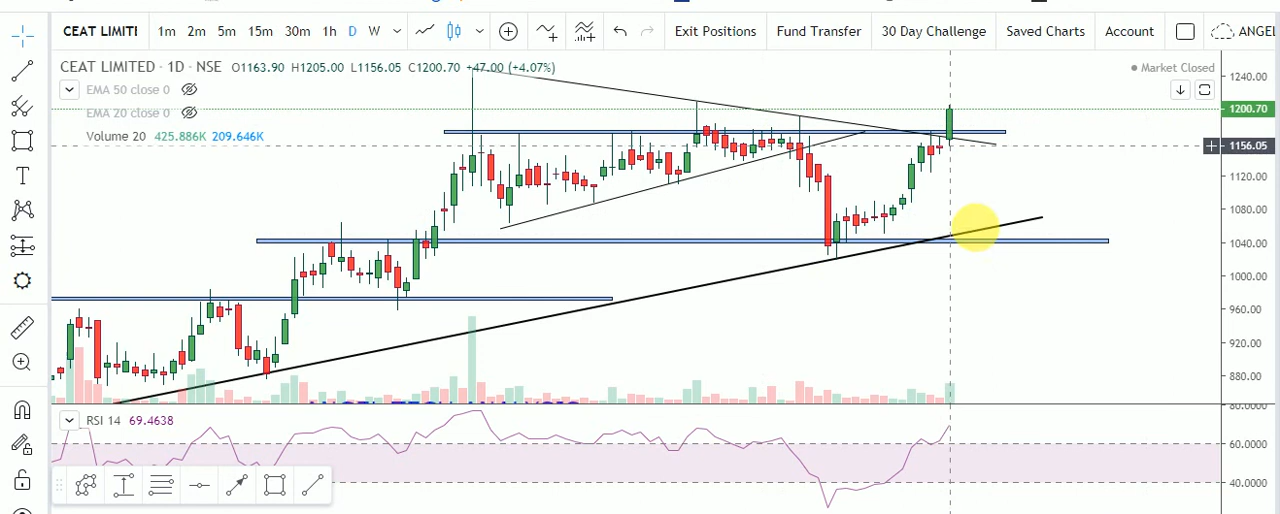 CEAT LIMITI 1m 2m 5m 15m 30m 1h D W Exit Positions Fund Transfer 30 Day Challenge Saved Charts Account ANGEL
CEAT LIMITED · 1D · NSE O1163.90 H1205.00 L1156.05 C1200.70 +47.00 (+4.07%)
Market Closed
EMA 50 close 0
EMA 20 close 0
Volume 20 425.886K 209.646K
1240.00
1200.70
1156.05
1120.00
1080.00
1040.00
1000.00
960.00
920.00
880.00
80.0000
RSI 14 69.4638
60.0000
40.0000